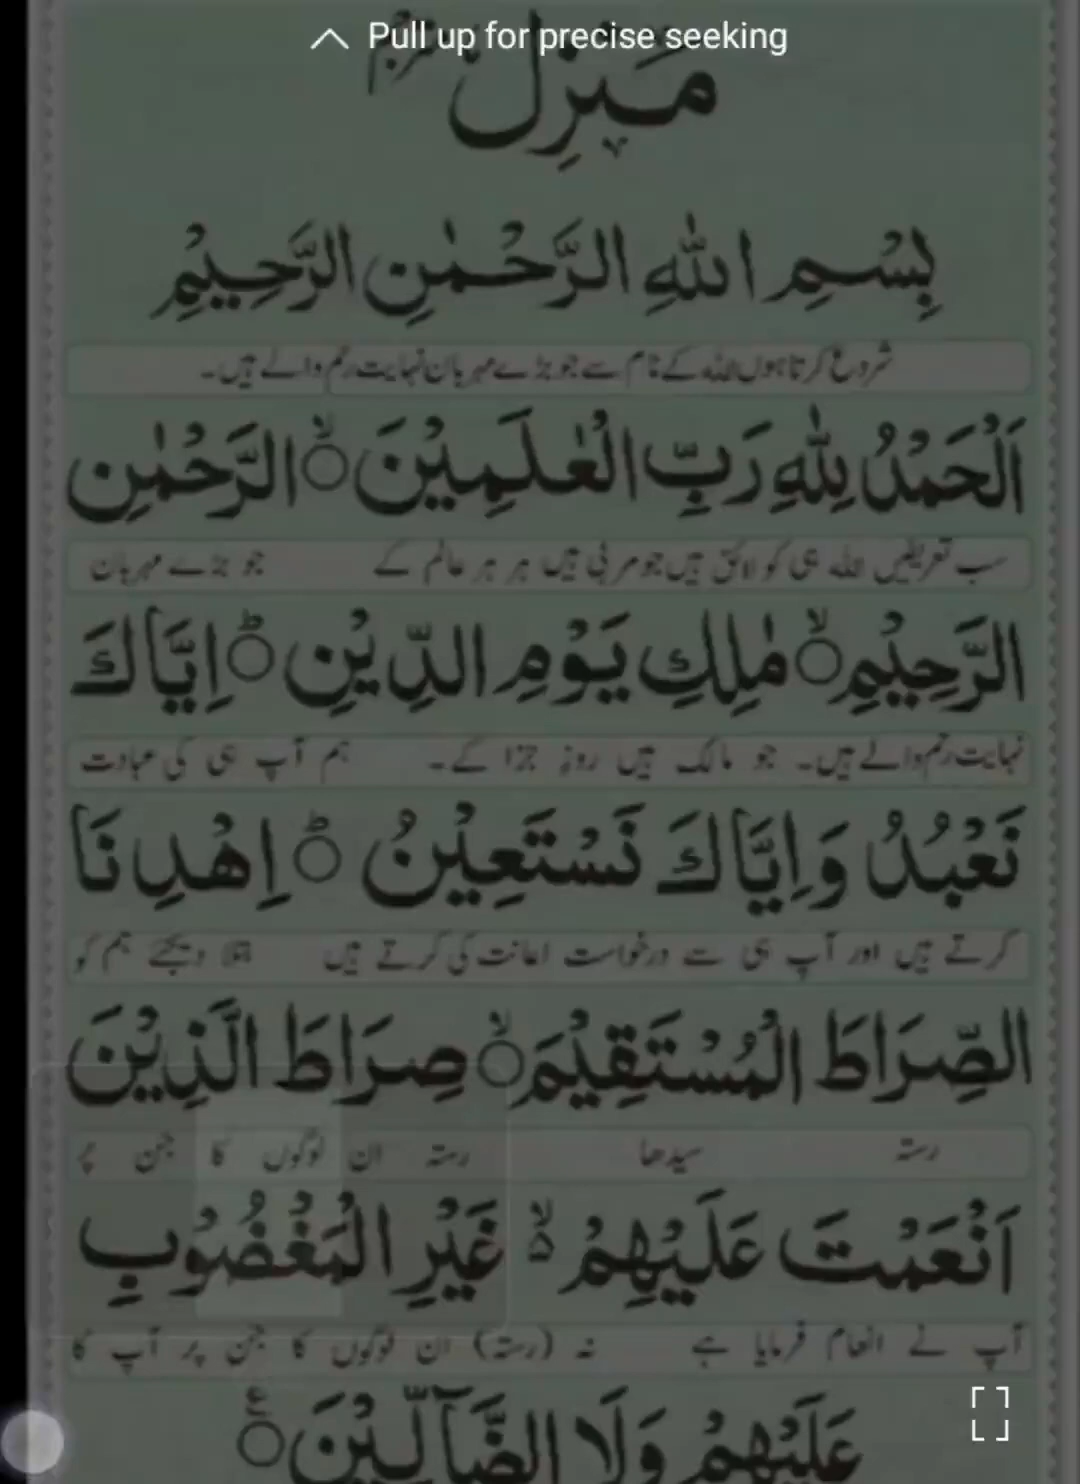 Pull up for precise seeking
مَنزِل مترجم
بِسْمِ اللهِ الرَّحْمٰنِ الرَّحِيْمِ
شروع کرتا ہوں اللہ کے نام سے جو بڑے مہربان نہایت رحم والے ہیں۔
اَلْحَمْدُ لِلّٰهِ رَبِّ الْعٰلَمِيْنَ ۙ الرَّحْمٰنِ
سب تعریفیں اللہ ہی کو لائق ہیں جو مربی ہیں ہر ہر عالم کے جو بڑے مہربان
الرَّحِيْمِ ۙ مٰلِكِ يَوْمِ الدِّيْنِ ؕ اِيَّاكَ
نہایت رحم والے ہیں۔ جو مالک ہیں روزِ جزا کے۔ ہم آپ ہی کی عبادت
نَعْبُدُ وَاِيَّاكَ نَسْتَعِيْنُ ؕ اِهْدِنَا
کرتے ہیں اور آپ ہی سے درخواست اعانت کی کرتے ہیں بتلا دیجئے ہم کو
الصِّرَاطَ الْمُسْتَقِيْمَ ۙ صِرَاطَ الَّذِيْنَ
رستہ سیدھا رستہ ان لوگوں کا جن پر
اَنْعَمْتَ عَلَيْهِمْ ۙ۬ غَيْرِ الْمَغْضُوْبِ
آپ نے انعام فرمایا ہے نہ (رستہ) ان لوگوں کا جن پر آپ کا
عَلَيْهِمْ وَلَا الضَّآلِّيْنَ